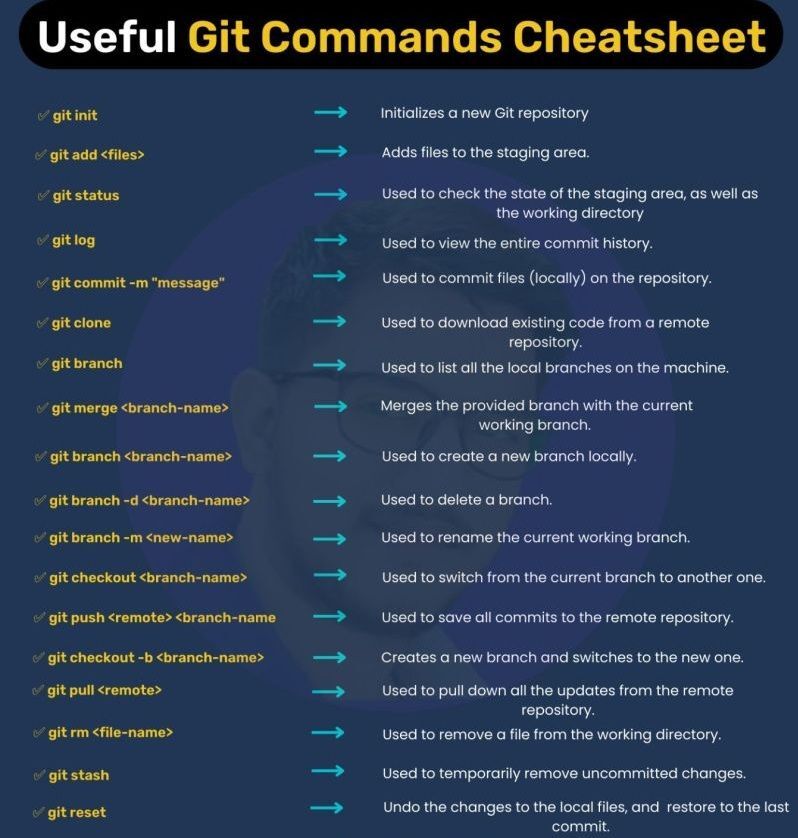 Useful Git Commands Cheatsheet
✅ git init → Initializes a new Git repository
✅ git add <files> → Adds files to the staging area.
✅ git status → Used to check the state of the staging area, as well as
the working directory
✅ git log → Used to view the entire commit history.
✅ git commit -m "message" → Used to commit files (locally) on the repository.
✅ git clone → Used to download existing code from a remote
repository.
✅ git branch → Used to list all the local branches on the machine.
✅ git merge <branch-name> → Merges the provided branch with the current
working branch.
✅ git branch <branch-name> → Used to create a new branch locally.
✅ git branch -d <branch-name> → Used to delete a branch.
✅ git branch -m <new-name> → Used to rename the current working branch.
✅ git checkout <branch-name> → Used to switch from the current branch to another one.
✅ git push <remote> <branch-name → Used to save all commits to the remote repository.
✅ git checkout -b <branch-name> → Creates a new branch and switches to the new one.
✅ git pull <remote> → Used to pull down all the updates from the remote
repository.
✅ git rm <file-name> → Used to remove a file from the working directory.
✅ git stash → Used to temporarily remove uncommitted changes.
✅ git reset → Undo the changes to the local files, and restore to the last
commit.